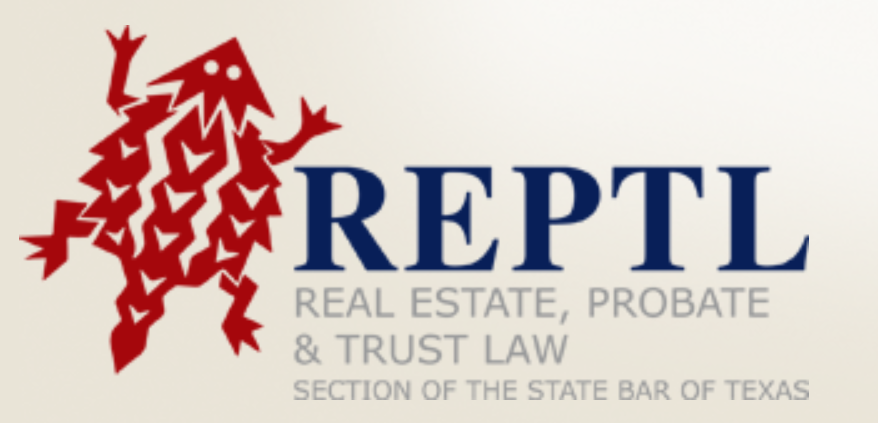 REPTL
REAL ESTATE, PROBATE
& TRUST LAW
SECTION OF THE STATE BAR OF TEXAS